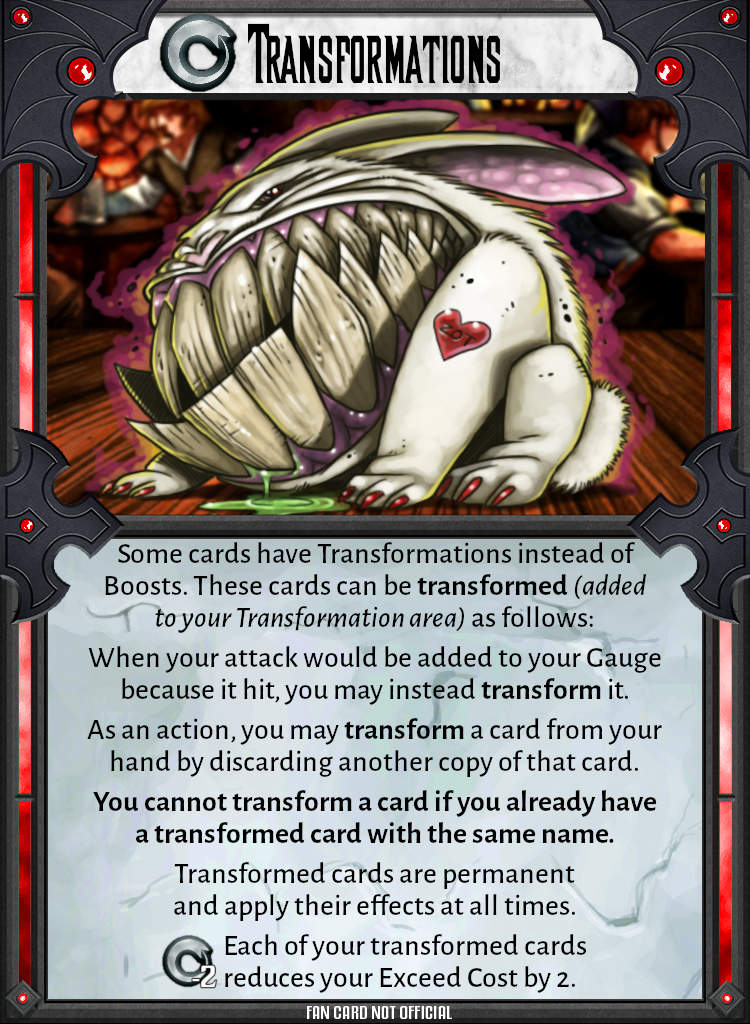 Transformations
ZOT
Some cards have Transformations instead of
Boosts. These cards can be transformed (added
to your Transformation area) as follows:
When your attack would be added to your Gauge
because it hit, you may instead transform it.
As an action, you may transform a card from your
hand by discarding another copy of that card.
You cannot transform a card if you already have
a transformed card with the same name.
Transformed cards are permanent
and apply their effects at all times.
-2 Each of your transformed cards
reduces your Exceed Cost by 2.
FAN CARD NOT OFFICIAL